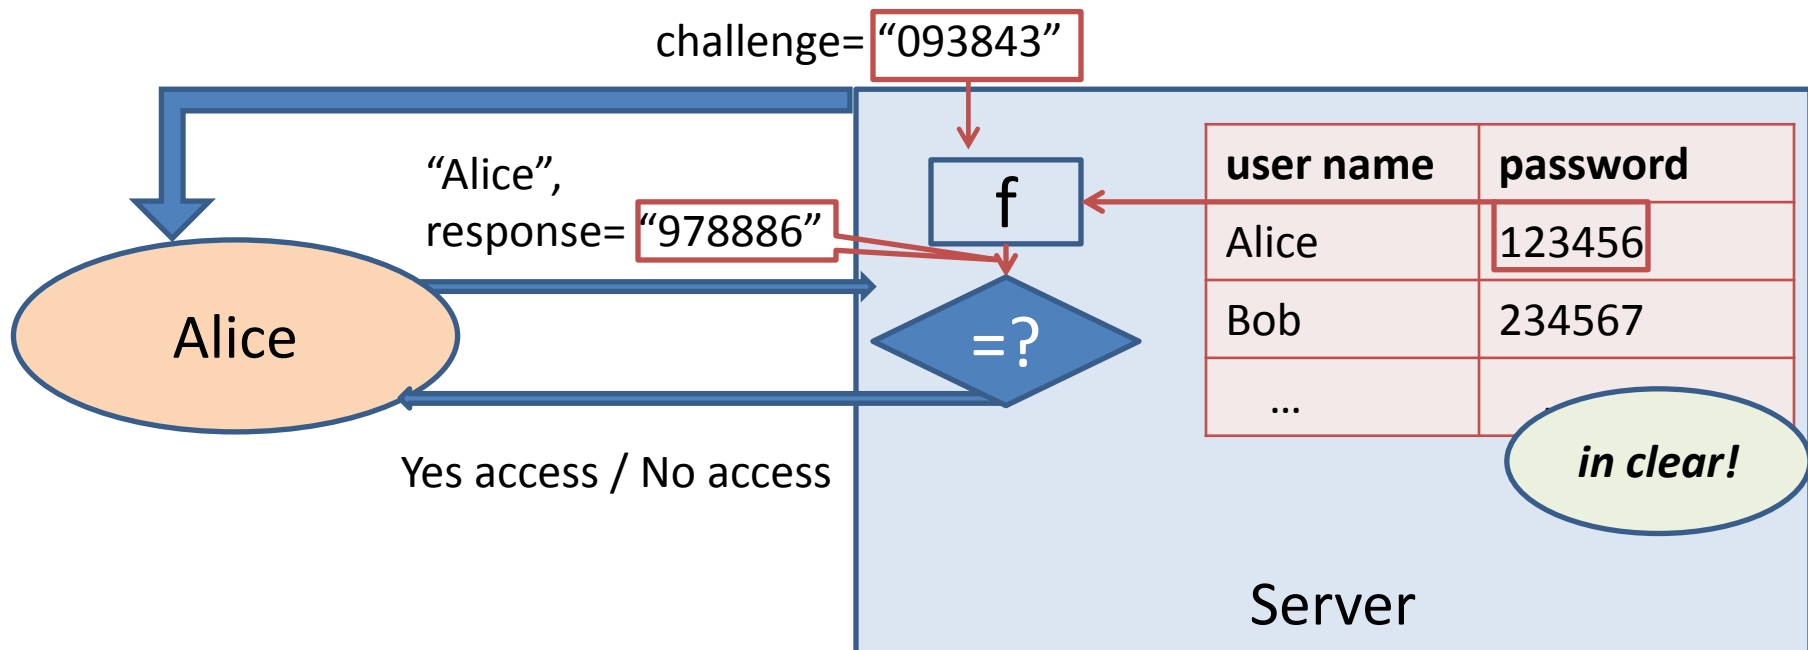 challenge= “093843”
“Alice”,
response= “978886”
f
user name password
Alice 123456
Bob 234567
...
Alice
=?
in clear!
Yes access / No access
Server